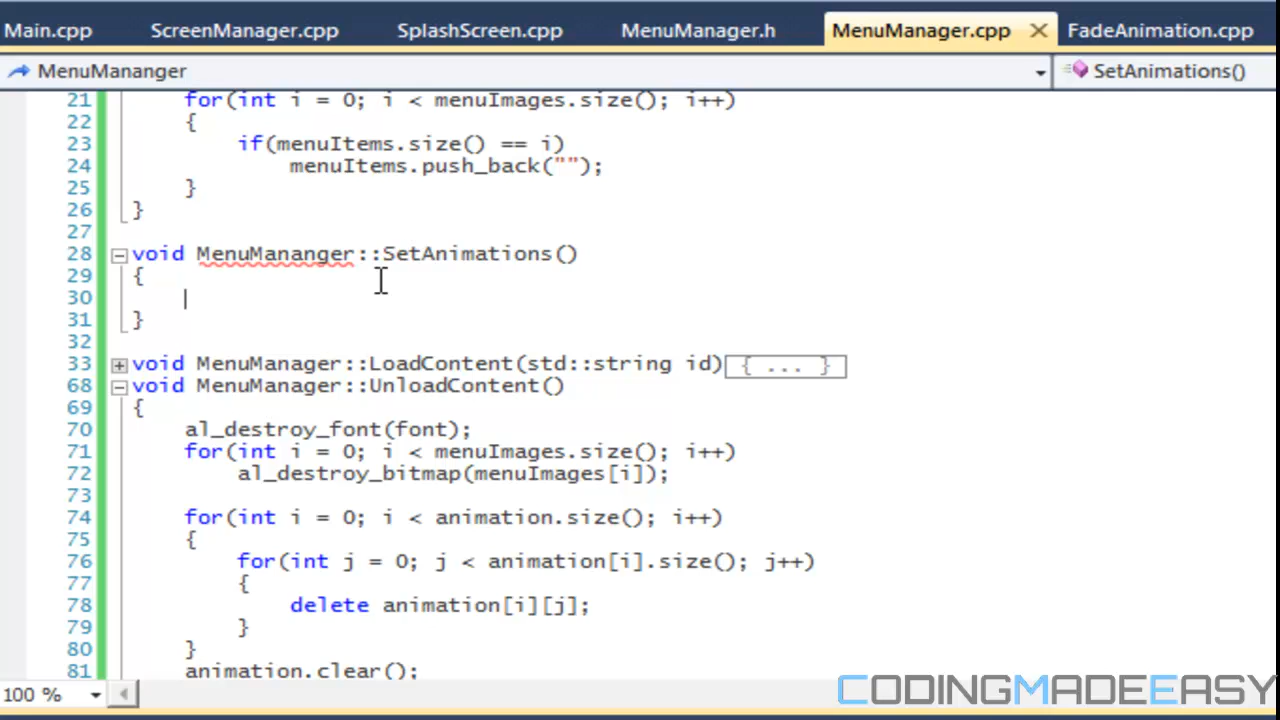 Main.cpp ScreenManager.cpp SplashScreen.cpp MenuManager.h MenuManager.cpp FadeAnimation.cpp
MenuMananger SetAnimations()
21 for(int i = 0; i < menuImages.size(); i++)
22 {
23 if(menuItems.size() == i)
24 menuItems.push_back("");
25 }
26 }
27
28 void MenuMananger::SetAnimations()
29 {
30
31 }
32
33 void MenuManager::LoadContent(std::string id){ ... }
68 void MenuManager::UnloadContent()
69 {
70 al_destroy_font(font);
71 for(int i = 0; i < menuImages.size(); i++)
72 al_destroy_bitmap(menuImages[i]);
73
74 for(int i = 0; i < animation.size(); i++)
75 {
76 for(int j = 0; j < animation[i].size(); j++)
77 {
78 delete animation[i][j];
79 }
80 }
81 animation.clear();
100 %
CODINGMADEEASY